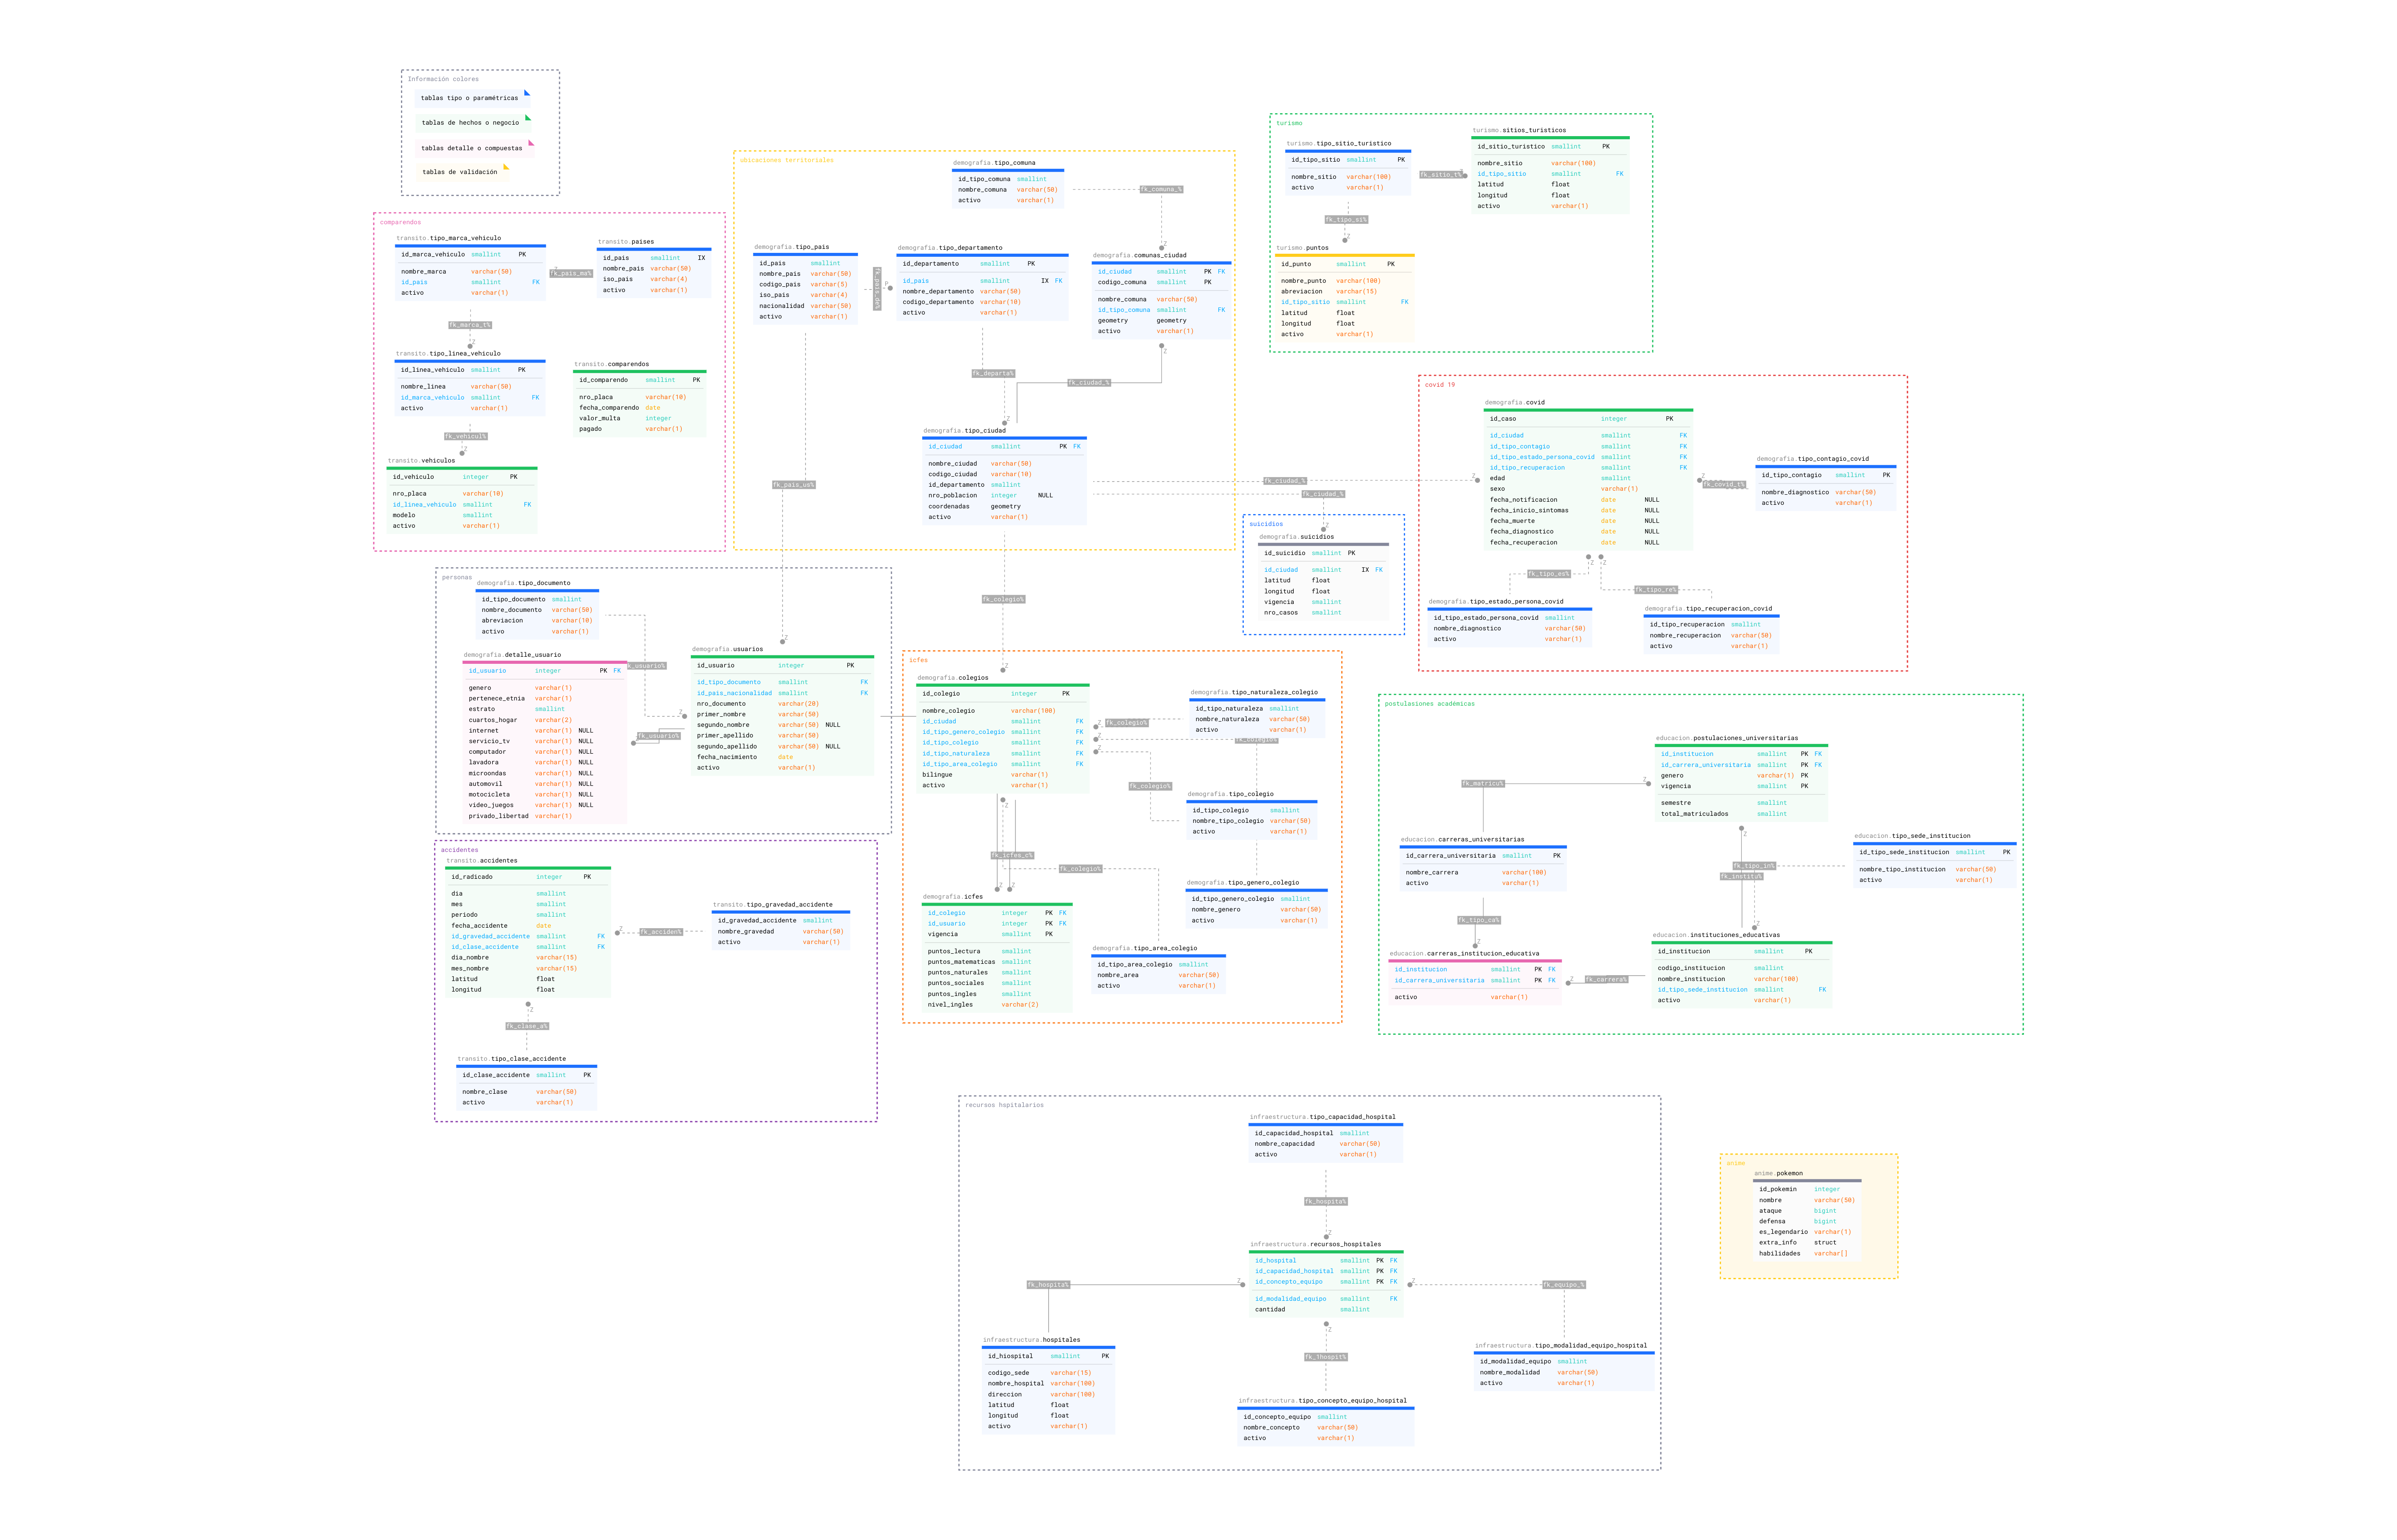 Información colores
tablas tipo o paramétricas
tablas de hechos o negocio
tablas detalle o compuestas
tablas de validación
comparendos
transito.tipo_marca_vehiculo
id_marca_vehiculo smallint PK
nombre_marca varchar(50)
id_pais smallint FK
activo varchar(1)
fk_pais_ma%
transito.paises
id_pais smallint IX
nombre_pais varchar(50)
iso_pais varchar(4)
activo varchar(1)
fk_marca_t%
Z
transito.tipo_linea_vehiculo
id_linea_vehiculo smallint PK
nombre_linea varchar(50)
id_marca_vehiculo smallint FK
activo varchar(1)
transito.comparendos
id_comparendo smallint PK
nro_placa varchar(10)
fecha_comparendo date
valor_multa integer
pagado varchar(1)
fk_vehicul%
Z
transito.vehiculos
id_vehiculo integer PK
nro_placa varchar(10)
id_linea_vehiculo smallint FK
modelo smallint
activo varchar(1)
ubicaciones territoriales
demografia.tipo_comuna
id_tipo_comuna smallint
nombre_comuna varchar(50)
activo varchar(1)
fk_comuna_%
Z
demografia.tipo_pais
id_pais smallint
nombre_pais varchar(50)
codigo_pais varchar(5)
iso_pais varchar(4)
nacionalidad varchar(50)
activo varchar(1)
fk_pais_de%
P
demografia.tipo_departamento
id_departamento smallint PK
id_pais smallint IX FK
nombre_departamento varchar(50)
codigo_departamento varchar(10)
activo varchar(1)
demografia.comunas_ciudad
id_ciudad smallint PK FK
codigo_comuna smallint PK
nombre_comuna varchar(50)
id_tipo_comuna smallint FK
geometry geometry
activo varchar(1)
Z
fk_departa%
fk_ciudad_%
Z
demografia.tipo_ciudad
id_ciudad smallint PK FK
nombre_ciudad varchar(50)
codigo_ciudad varchar(10)
id_departamento smallint
nro_poblacion integer NULL
coordenadas geometry
activo varchar(1)
fk_pais_us%
Z
fk_ciudad_%
Z
fk_ciudad_%
Z
fk_colegio%
Z
turismo
turismo.tipo_sitio_turistico
id_tipo_sitio smallint PK
nombre_sitio varchar(100)
activo varchar(1)
fk_sitio_t%
turismo.sitios_turisticos
id_sitio_turistico smallint PK
nombre_sitio varchar(100)
id_tipo_sitio smallint FK
latitud float
longitud float
activo varchar(1)
fk_tipo_si%
Z
turismo.puntos
id_punto smallint PK
nombre_punto varchar(100)
abreviacion varchar(15)
id_tipo_sitio smallint FK
latitud float
longitud float
activo varchar(1)
covid 19
demografia.covid
id_caso integer PK
id_ciudad smallint FK
id_tipo_contagio smallint FK
id_tipo_estado_persona_covid smallint FK
id_tipo_recuperacion smallint FK
edad smallint
sexo varchar(1)
fecha_notificacion date NULL
fecha_inicio_sintomas date NULL
fecha_muerte date NULL
fecha_diagnostico date NULL
fecha_recuperacion date NULL
Z
fk_covid_t%
demografia.tipo_contagio_covid
id_tipo_contagio smallint PK
nombre_diagnostico varchar(50)
activo varchar(1)
Z
Z
fk_tipo_es%
fk_tipo_re%
demografia.tipo_estado_persona_covid
id_tipo_estado_persona_covid smallint
nombre_diagnostico varchar(50)
activo varchar(1)
demografia.tipo_recuperacion_covid
id_tipo_recuperacion smallint
nombre_recuperacion varchar(50)
activo varchar(1)
suicidios
demografia.suicidios
id_suicidio smallint PK
id_ciudad smallint IX FK
latitud float
longitud float
vigencia smallint
nro_casos smallint
personas
demografia.tipo_documento
id_tipo_documento smallint
nombre_documento varchar(50)
abreviacion varchar(10)
activo varchar(1)
k_usuario%
Z
demografia.detalle_usuario
id_usuario integer PK FK
genero varchar(1)
pertenece_etnia varchar(1)
estrato smallint
cuartos_hogar varchar(2)
internet varchar(1) NULL
servicio_tv varchar(1) NULL
computador varchar(1) NULL
lavadora varchar(1) NULL
microondas varchar(1) NULL
automovil varchar(1) NULL
motocicleta varchar(1) NULL
video_juegos varchar(1) NULL
privado_libertad varchar(1)
fk_usuario%
Z
demografia.usuarios
id_usuario integer PK
id_tipo_documento smallint FK
id_pais_nacionalidad smallint FK
nro_documento varchar(20)
primer_nombre varchar(50)
segundo_nombre varchar(50) NULL
primer_apellido varchar(50)
segundo_apellido varchar(50) NULL
fecha_nacimiento date
activo varchar(1)
icfes
demografia.colegios
id_colegio integer PK
nombre_colegio varchar(100)
id_ciudad smallint FK
id_tipo_genero_colegio smallint FK
id_tipo_colegio smallint FK
id_tipo_naturaleza smallint FK
id_tipo_area_colegio smallint FK
bilingue varchar(1)
activo varchar(1)
Z
Z
Z
fk_colegio%
demografia.tipo_naturaleza_colegio
id_tipo_naturaleza smallint
nombre_naturaleza varchar(50)
activo varchar(1)
fk_colegio%
fk_colegio%
demografia.tipo_colegio
id_tipo_colegio smallint
nombre_tipo_colegio varchar(50)
activo varchar(1)
Z
fk_icfes_c%
fk_colegio%
Z
Z
demografia.tipo_genero_colegio
id_tipo_genero_colegio smallint
nombre_genero varchar(50)
activo varchar(1)
demografia.icfes
id_colegio integer PK FK
id_usuario integer PK FK
vigencia smallint PK
puntos_lectura smallint
puntos_matematicas smallint
puntos_naturales smallint
puntos_sociales smallint
puntos_ingles smallint
nivel_ingles varchar(2)
demografia.tipo_area_colegio
id_tipo_area_colegio smallint
nombre_area varchar(50)
activo varchar(1)
postulasiones académicas
educacion.postulaciones_universitarias
id_institucion smallint PK FK
id_carrera_universitaria smallint PK FK
genero varchar(1) PK
vigencia smallint PK
semestre smallint
total_matriculados smallint
fk_matricu%
Z
Z
educacion.carreras_universitarias
id_carrera_universitaria smallint PK
nombre_carrera varchar(100)
activo varchar(1)
educacion.tipo_sede_institucion
id_tipo_sede_institucion smallint PK
nombre_tipo_institucion varchar(50)
activo varchar(1)
fk_tipo_in%
fk_institu%
Z
fk_tipo_ca%
Z
educacion.instituciones_educativas
id_institucion smallint PK
codigo_institucion smallint
nombre_institucion varchar(100)
id_tipo_sede_institucion smallint FK
activo varchar(1)
educacion.carreras_institucion_educativa
id_institucion smallint PK FK
id_carrera_universitaria smallint PK FK
activo varchar(1)
Z
fk_carrera%
accidentes
transito.accidentes
id_radicado integer PK
dia smallint
mes smallint
periodo smallint
fecha_accidente date
id_gravedad_accidente smallint FK
id_clase_accidente smallint FK
dia_nombre varchar(15)
mes_nombre varchar(15)
latitud float
longitud float
Z
fk_acciden%
transito.tipo_gravedad_accidente
id_gravedad_accidente smallint
nombre_gravedad varchar(50)
activo varchar(1)
Z
fk_clase_a%
transito.tipo_clase_accidente
id_clase_accidente smallint PK
nombre_clase varchar(50)
activo varchar(1)
recursos hspitalarios
infraestructura.tipo_capacidad_hospital
id_capacidad_hospital smallint
nombre_capacidad varchar(50)
activo varchar(1)
fk_hospita%
Z
infraestructura.recursos_hospitales
id_hospital smallint PK FK
id_capacidad_hospital smallint PK FK
id_concepto_equipo smallint PK FK
id_modalidad_equipo smallint FK
cantidad smallint
fk_hospita%
Z
Z
fk_equipo_%
Z
fk_1hospit%
infraestructura.hospitales
id_hiospital smallint PK
codigo_sede varchar(15)
nombre_hospital varchar(100)
direccion varchar(100)
latitud float
longitud float
activo varchar(1)
infraestructura.tipo_modalidad_equipo_hospital
id_modalidad_equipo smallint
nombre_modalidad varchar(50)
activo varchar(1)
infraestructura.tipo_concepto_equipo_hospital
id_concepto_equipo smallint
nombre_concepto varchar(50)
activo varchar(1)
anime
anime.pokemon
id_pokemin integer
nombre varchar(50)
ataque bigint
defensa bigint
es_legendario varchar(1)
extra_info struct
habilidades varchar[]